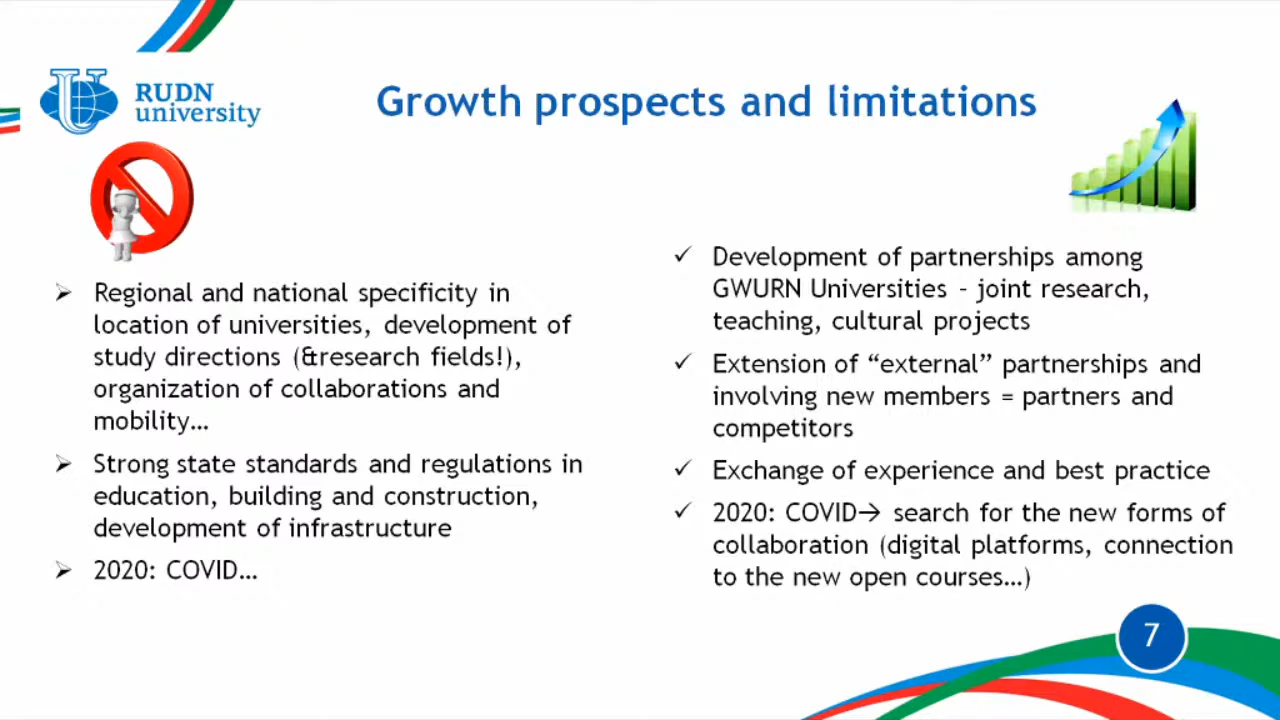 RUDN
university
Growth prospects and limitations
➢ Regional and national specificity in
location of universities, development of
study directions (&research fields!),
organization of collaborations and
mobility…
➢ Strong state standards and regulations in
education, building and construction,
development of infrastructure
➢ 2020: COVID…
✓ Development of partnerships among
GWURN Universities - joint research,
teaching, cultural projects
✓ Extension of “external” partnerships and
involving new members = partners and
competitors
✓ Exchange of experience and best practice
✓ 2020: COVID→ search for the new forms of
collaboration (digital platforms, connection
to the new open courses…)
7